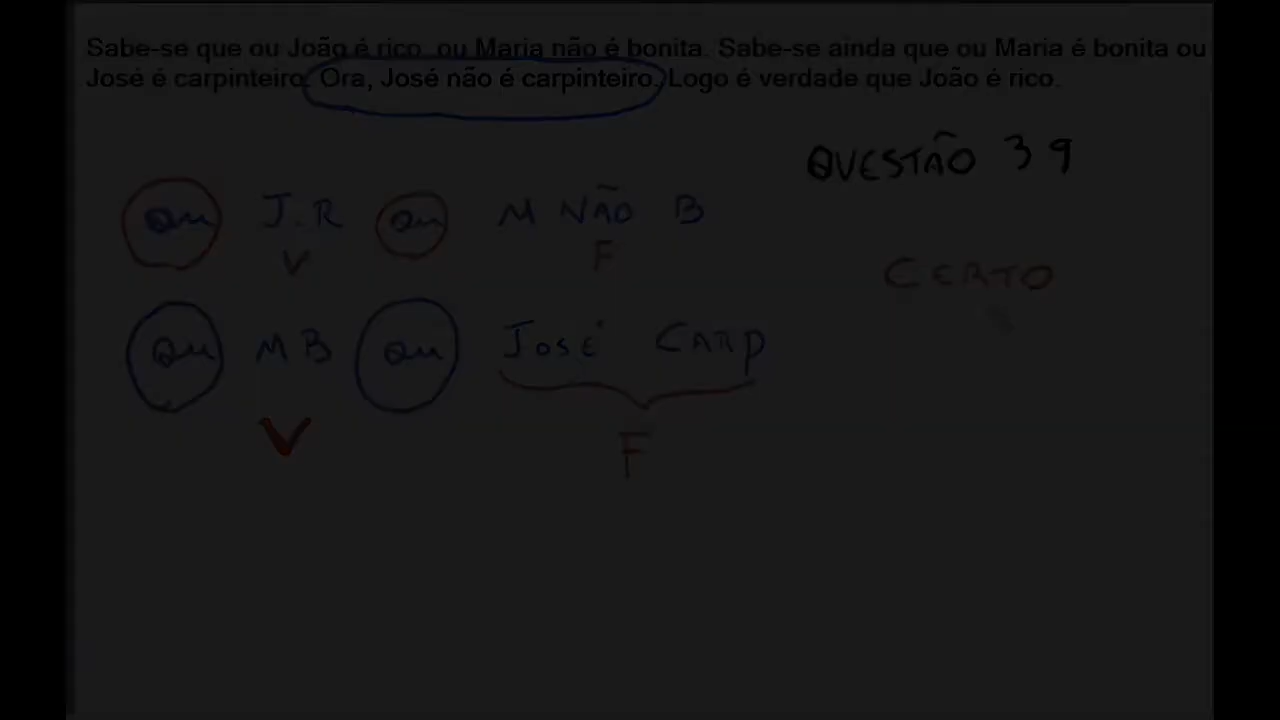 Sabe-se que ou João é rico, ou Maria não é bonita. Sabe-se ainda que ou Maria é bonita ou
José é carpinteiro. Ora, José não é carpinteiro. Logo é verdade que João é rico.
QUESTÃO 39
ou J.R ou M NÃO B
V F
CERTO
ou M B ou José CARP
V F